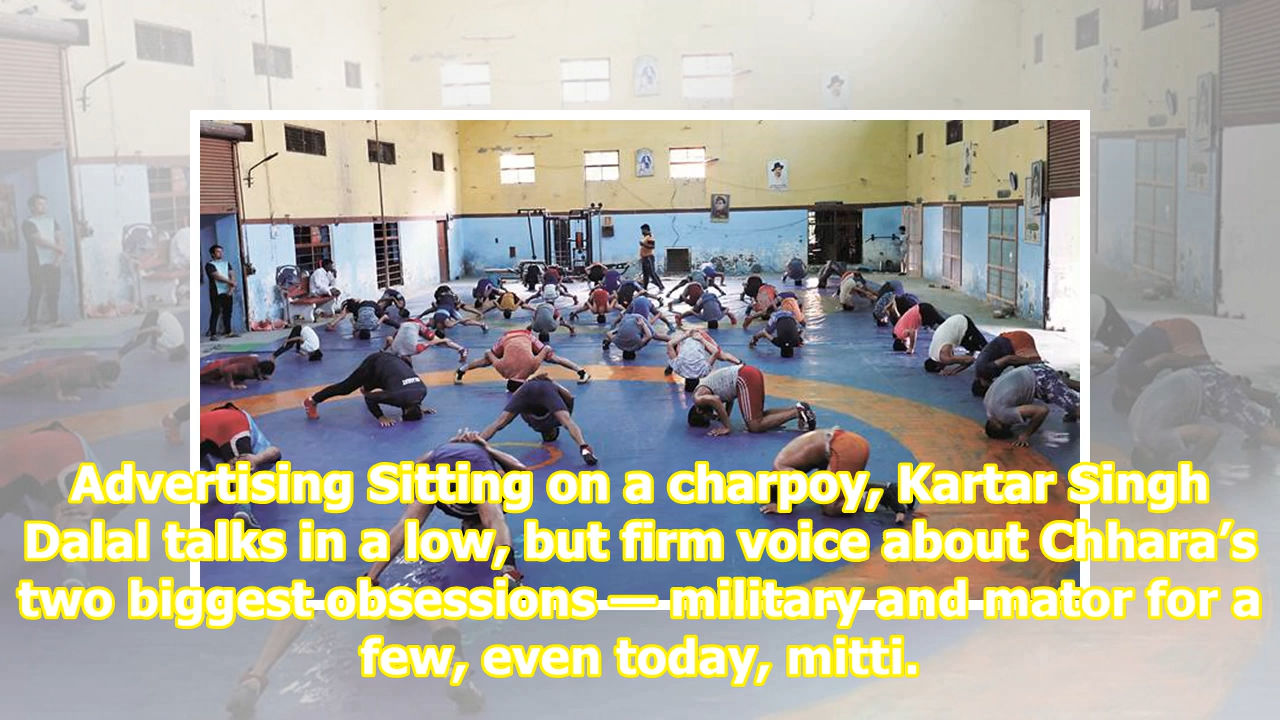 Advertising Sitting on a charpoy, Kartar Singh
Dalal talks in a low, but firm voice about Chhara’s
two biggest obsessions — military and mator for a
few, even today, mitti.